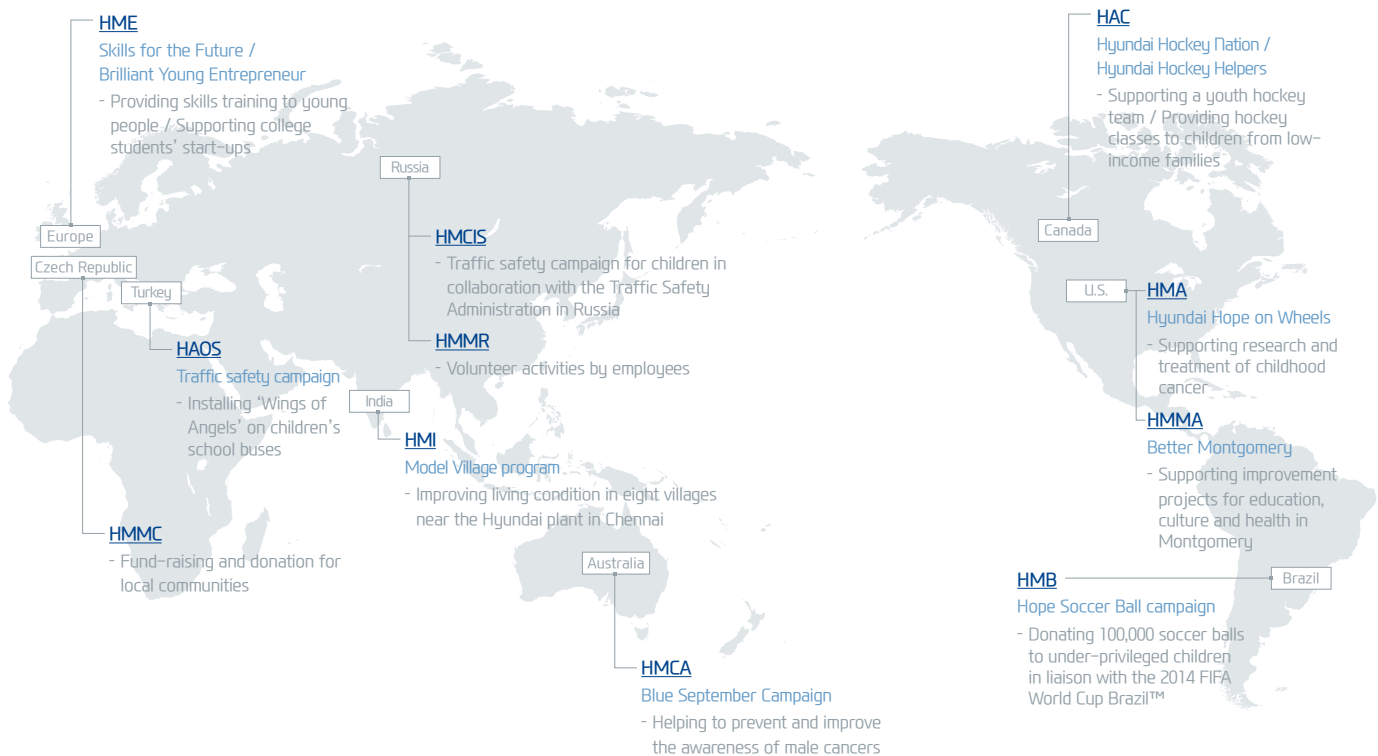 HME
Skills for the Future /
Brilliant Young Entrepreneur
- Providing skills training to young
people / Supporting college
students’ start-ups
Europe
Czech Republic
Turkey
HAOS
Traffic safety campaign
- Installing ‘Wings of
Angels’ on children’s
school buses
HMMC
- Fund-raising and donation for
local communities
Russia
HMCIS
- Traffic safety campaign for children in
collaboration with the Traffic Safety
Administration in Russia
HMMR
- Volunteer activities by employees
India
HMI
Model Village program
- Improving living condition in eight villages
near the Hyundai plant in Chennai
Australia
HMCA
Blue September Campaign
- Helping to prevent and improve
the awareness of male cancers
HAC
Hyundai Hockey Nation /
Hyundai Hockey Helpers
- Supporting a youth hockey
team / Providing hockey
classes to children from low-
income families
Canada
U.S.
HMA
Hyundai Hope on Wheels
- Supporting research and
treatment of childhood
cancer
HMMA
Better Montgomery
- Supporting improvement
projects for education,
culture and health in
Montgomery
HMB
Brazil
Hope Soccer Ball campaign
- Donating 100,000 soccer balls
to under-privileged children
in liaison with the 2014 FIFA
World Cup Brazil™